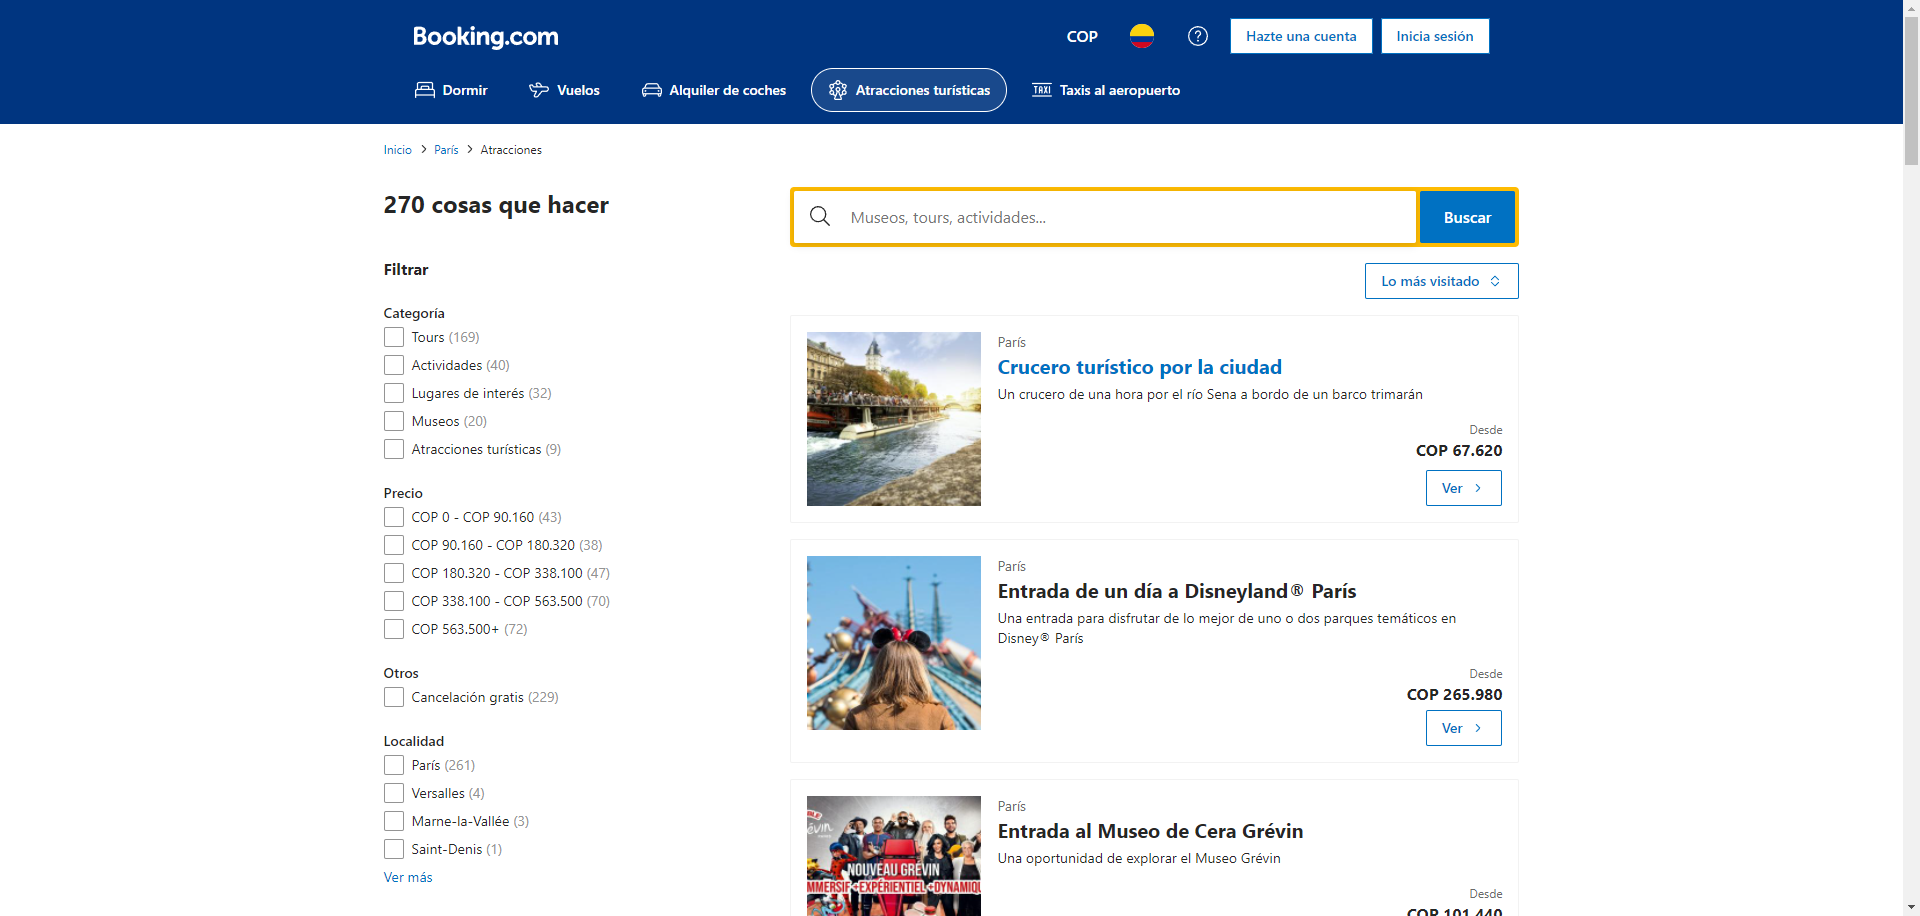 Booking.com
COP
Hazte una cuenta
Inicia sesión
Dormir
Vuelos
Alquiler de coches
Atracciones turísticas
TAXI
Taxis al aeropuerto
Inicio
París
Atracciones
270 cosas que hacer
Museos, tours, actividades...
Buscar
Filtrar
Lo más visitado
Categoría
Tours (169)
Actividades (40)
Lugares de interés (32)
Museos (20)
Atracciones turísticas (9)
Precio
COP 0 - COP 90.160 (43)
COP 90.160 - COP 180.320 (38)
COP 180.320 - COP 338.100 (47)
COP 338.100 - COP 563.500 (70)
COP 563.500+ (72)
Otros
Cancelación gratis (229)
Localidad
París (261)
Versalles (4)
Marne-la-Vallée (3)
Saint-Denis (1)
Ver más
París
Crucero turístico por la ciudad
Un crucero de una hora por el río Sena a bordo de un barco trimarán
Desde
COP 67.620
Ver
París
Entrada de un día a Disneyland® París
Una entrada para disfrutar de lo mejor de uno o dos parques temáticos en
Disney® París
Desde
COP 265.980
Ver
NOUVEAU GRÉVIN
IMMERSIF+EXPÉRIENTIEL+DYNAMIQU
París
Entrada al Museo de Cera Grévin
Una oportunidad de explorar el Museo Grévin
Desde
COP 101.440